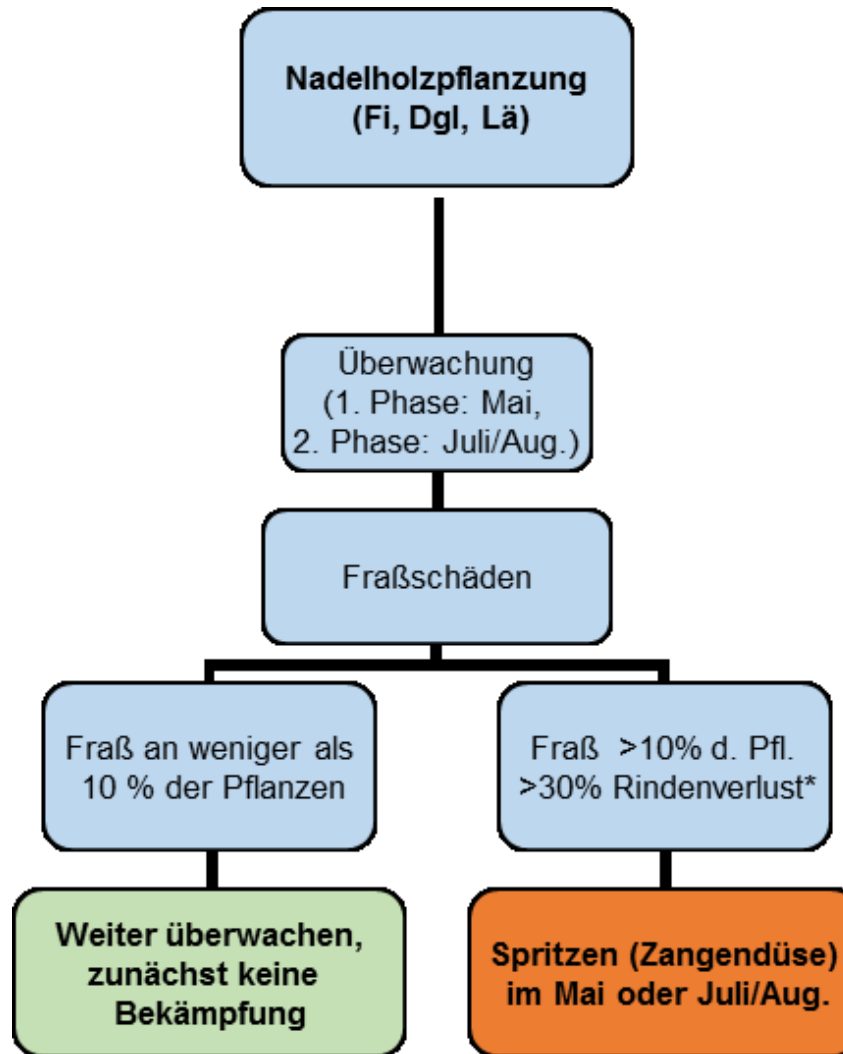 Nadelholzpflanzung
(Fi, Dgl, Lä)
Überwachung
(1. Phase: Mai,
2. Phase: Juli/Aug.)
Fraßschäden
Fraß an weniger als
10 % der Pflanzen
Fraß >10% d. Pfl.
>30% Rindenverlust*
Weiter überwachen,
zunächst keine
Bekämpfung
Spritzen (Zangendüse)
im Mai oder Juli/Aug.